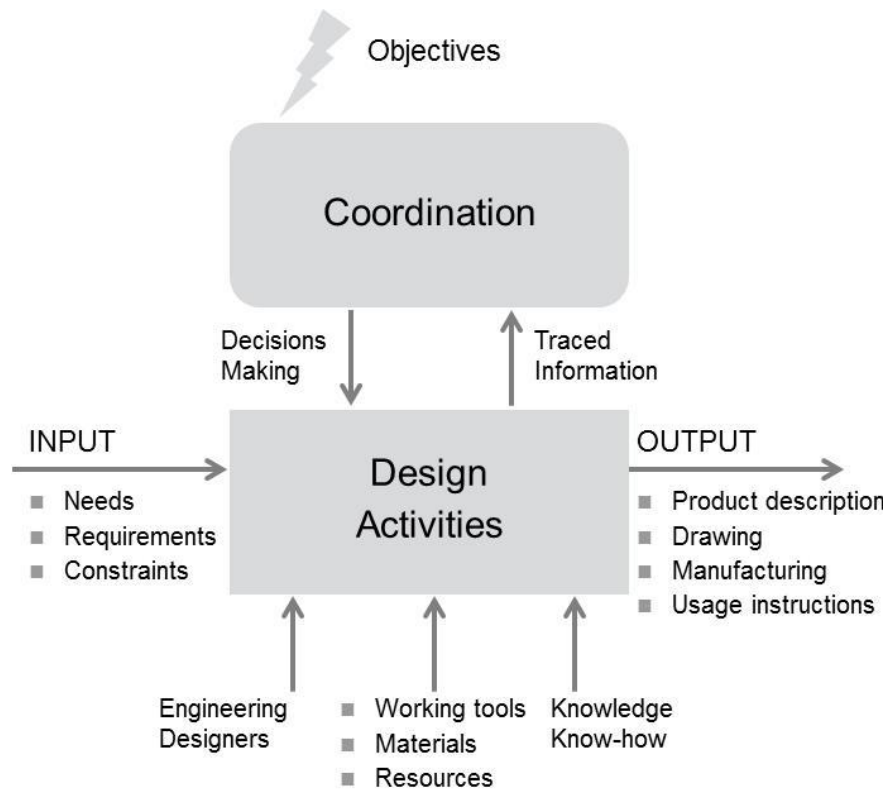 Objectives
Coordination
Decisions
Making
Traced
Information
INPUT
Needs
Requirements
Constraints
Design
Activities
OUTPUT
Product description
Drawing
Manufacturing
Usage instructions
Engineering
Designers
Working tools
Materials
Resources
Knowledge
Know-how